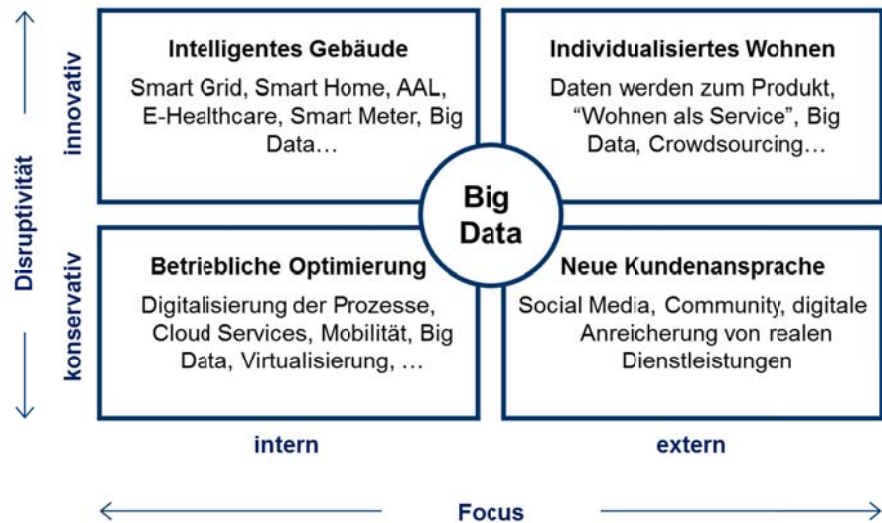 Disruptivität
innovativ
konservativ
Intelligentes Gebäude
Smart Grid, Smart Home, AAL,
E-Healthcare, Smart Meter, Big
Data…
Individualisiertes Wohnen
Daten werden zum Produkt,
“Wohnen als Service”, Big
Data, Crowdsourcing…
Big
Data
Betriebliche Optimierung
Digitalisierung der Prozesse,
Cloud Services, Mobilität, Big
Data, Virtualisierung, …
Neue Kundenansprache
Social Media, Community, digitale
Anreicherung von realen
Dienstleistungen
intern
extern
Focus